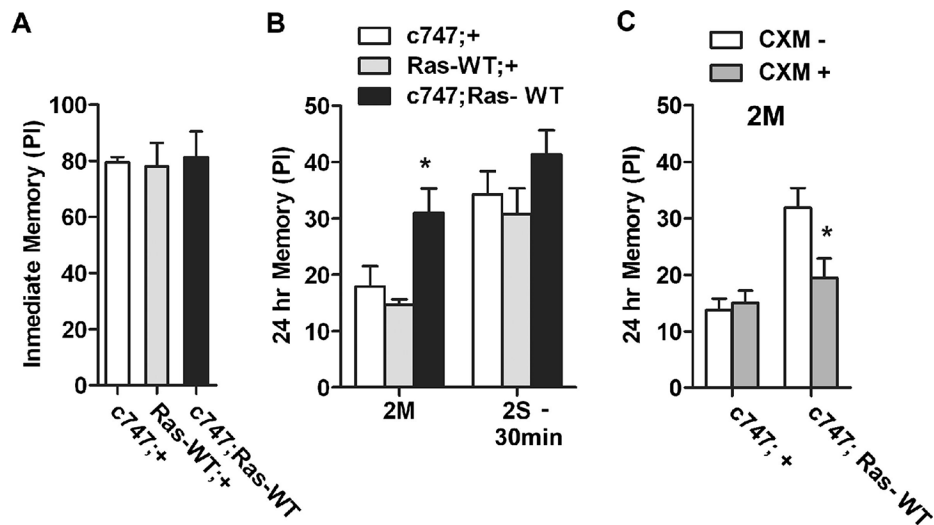 A
Inmediate Memory (PI)
100
80
60
40
20
0
c747;+
Ras-WT;+
c747;Ras-WT
B
c747;+
Ras-WT;+
c747;Ras- WT
24 hr Memory (PI)
50
40
30
20
10
0
*
2M
2S -
30min
C
CXM -
CXM +
2M
24 hr Memory (PI)
50
40
30
20
10
0
*
c747; +
c747; Ras- WT